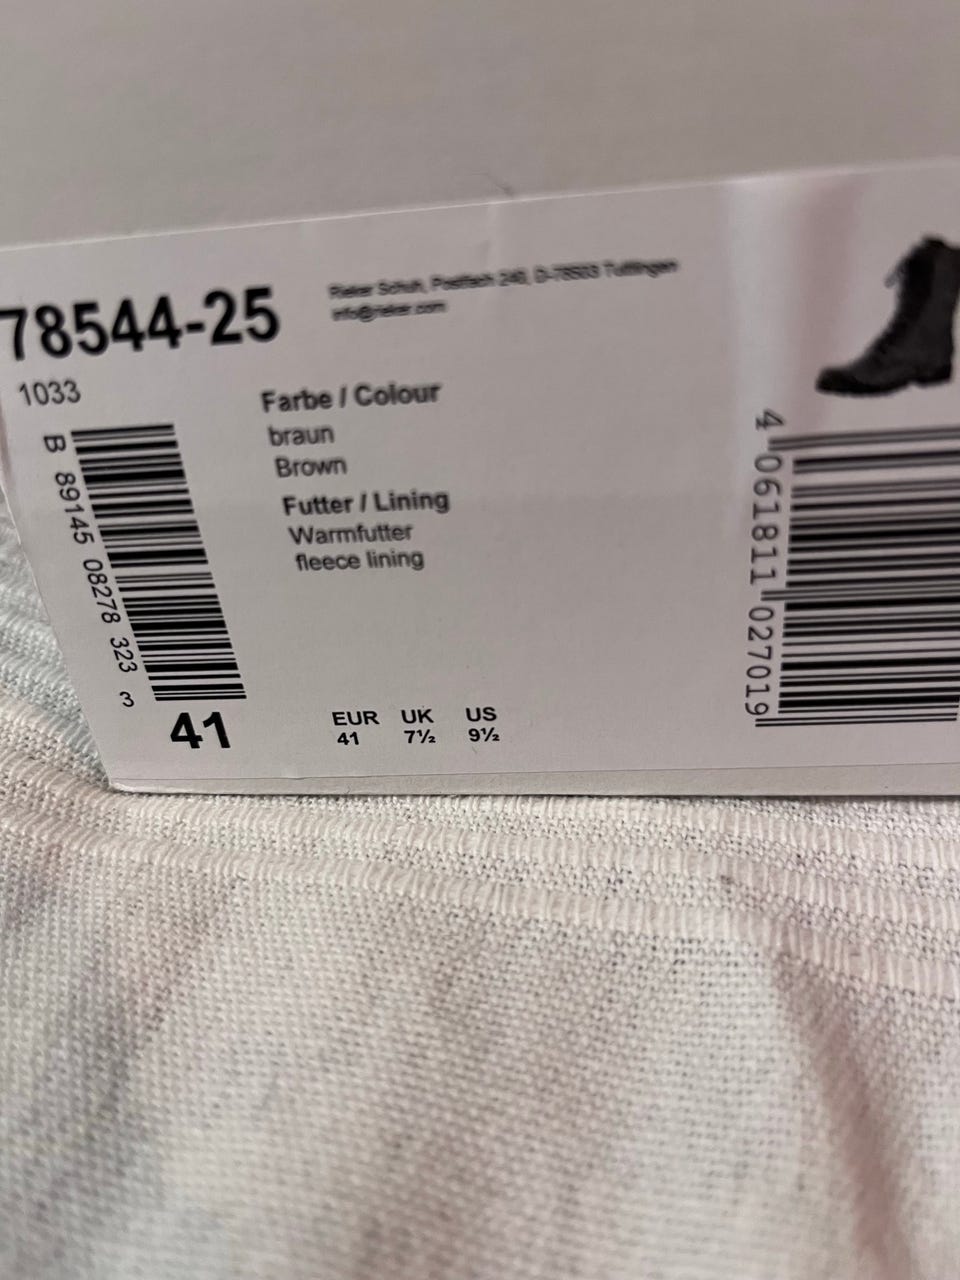 78544-25
Rieker Schuh, Postfach 240, D-78503 Tuttlingen
info@rieker.com
1033
Farbe / Colour
braun
Brown
Futter / Lining
Warmfutter
fleece lining
B 89145 08278 323 3
4 061811 027019
41
EUR UK US
41 7½ 9½